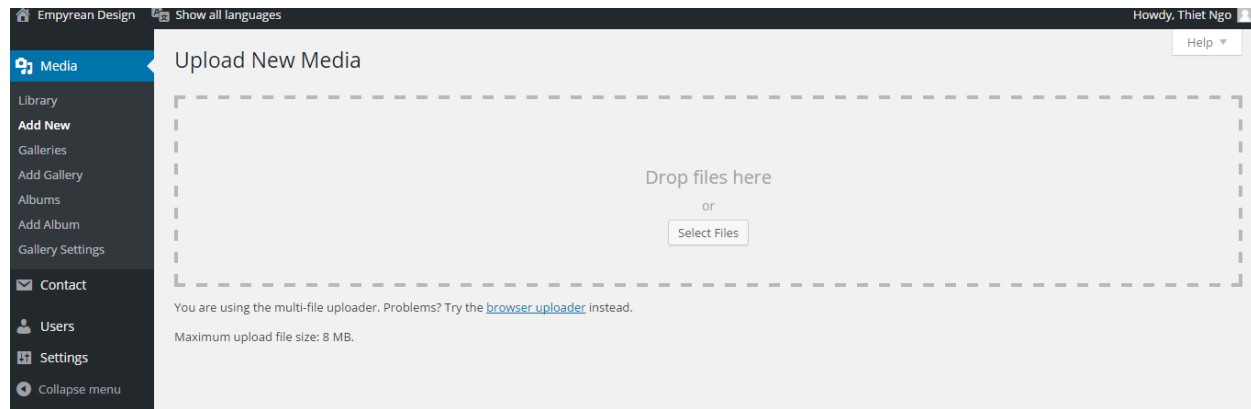 Empyrean Design Show all languages Howdy, Thiet Ngo
Help
Media
Upload New Media
Library
Add New
Galleries
Add Gallery
Albums
Add Album
Gallery Settings
Contact
Users
Settings
Collapse menu
Drop files here
or
Select Files
You are using the multi-file uploader. Problems? Try the browser uploader instead.
Maximum upload file size: 8 MB.